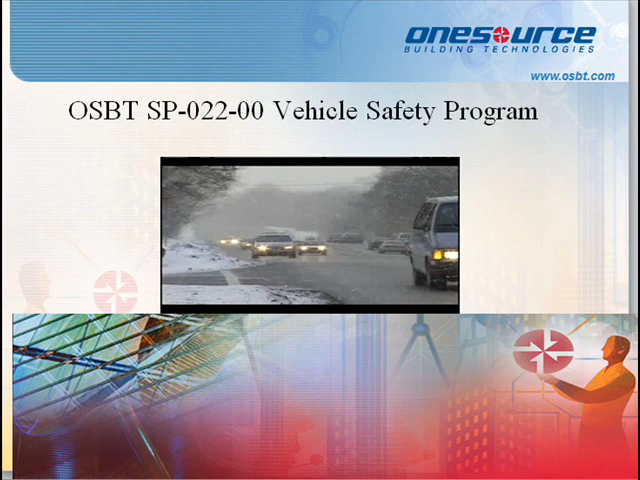 onesource
BUILDING TECHNOLOGIES
www.osbt.com
OSBT SP-022-00 Vehicle Safety Program